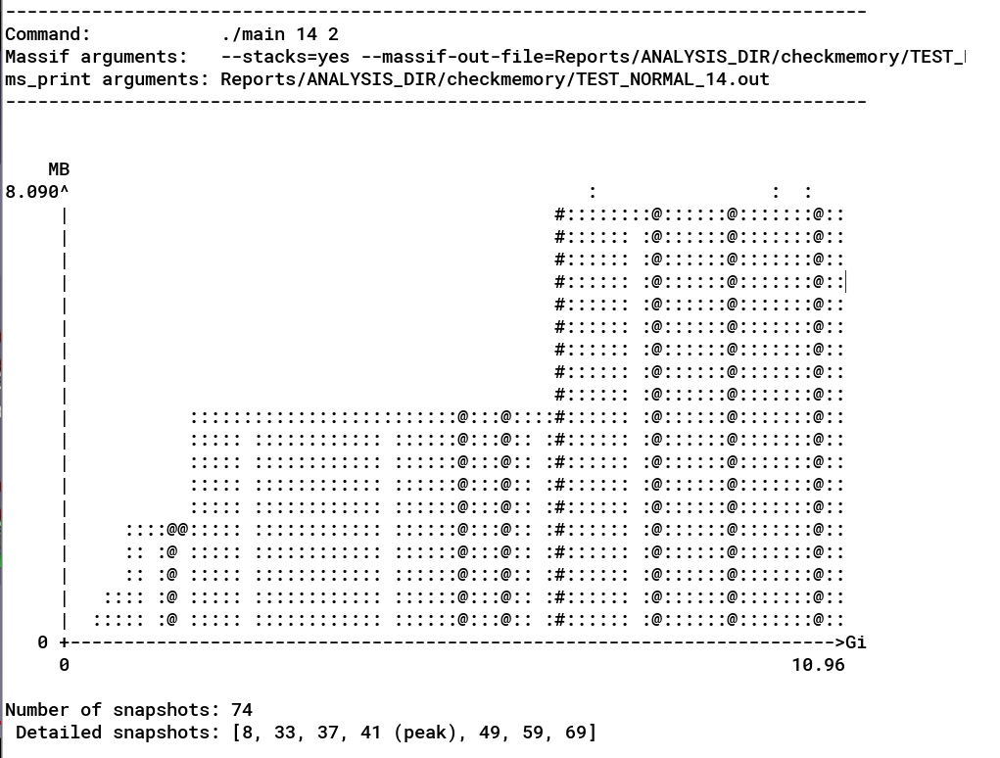 --------------------------------------------------------------------------------
Command:            ./main 14 2
Massif arguments:   --stacks=yes --massif-out-file=Reports/ANALYSIS_DIR/checkmemory/TEST_
ms_print arguments: Reports/ANALYSIS_DIR/checkmemory/TEST_NORMAL_14.out
--------------------------------------------------------------------------------
    MB
8.090^                                                :                :  :
     |                                             #::::::::@::::::@:::::::@::
     |                                             #:::::: :@::::::@:::::::@::
     |                                             #:::::: :@::::::@:::::::@::
     |                                             #:::::: :@::::::@:::::::@::
     |                                             #:::::: :@::::::@:::::::@::
     |                                             #:::::: :@::::::@:::::::@::
     |                                             #:::::: :@::::::@:::::::@::
     |                                             #:::::: :@::::::@:::::::@::
     |                                             #:::::: :@::::::@:::::::@::
     |           :::::::::::::::::::::::::@:::@::::#:::::: :@::::::@:::::::@::
     |           ::::: :::::::::::: ::::::@:::@:: :#:::::: :@::::::@:::::::@::
     |           ::::: :::::::::::: ::::::@:::@:: :#:::::: :@::::::@:::::::@::
     |           ::::: :::::::::::: ::::::@:::@:: :#:::::: :@::::::@:::::::@::
     |           ::::: :::::::::::: ::::::@:::@:: :#:::::: :@::::::@:::::::@::
     |     ::::@@::::: :::::::::::: ::::::@:::@:: :#:::::: :@::::::@:::::::@::
     |     :: :@ ::::: :::::::::::: ::::::@:::@:: :#:::::: :@::::::@:::::::@::
     |     :: :@ ::::: :::::::::::: ::::::@:::@:: :#:::::: :@::::::@:::::::@::
     |   :::: :@ ::::: :::::::::::: ::::::@:::@:: :#:::::: :@::::::@:::::::@::
     |  ::::: :@ ::::: :::::::::::: ::::::@:::@:: :#:::::: :@::::::@:::::::@::
   0 +----------------------------------------------------------------------->Gi
     0                                                                   10.96
Number of snapshots: 74
 Detailed snapshots: [8, 33, 37, 41 (peak), 49, 59, 69]